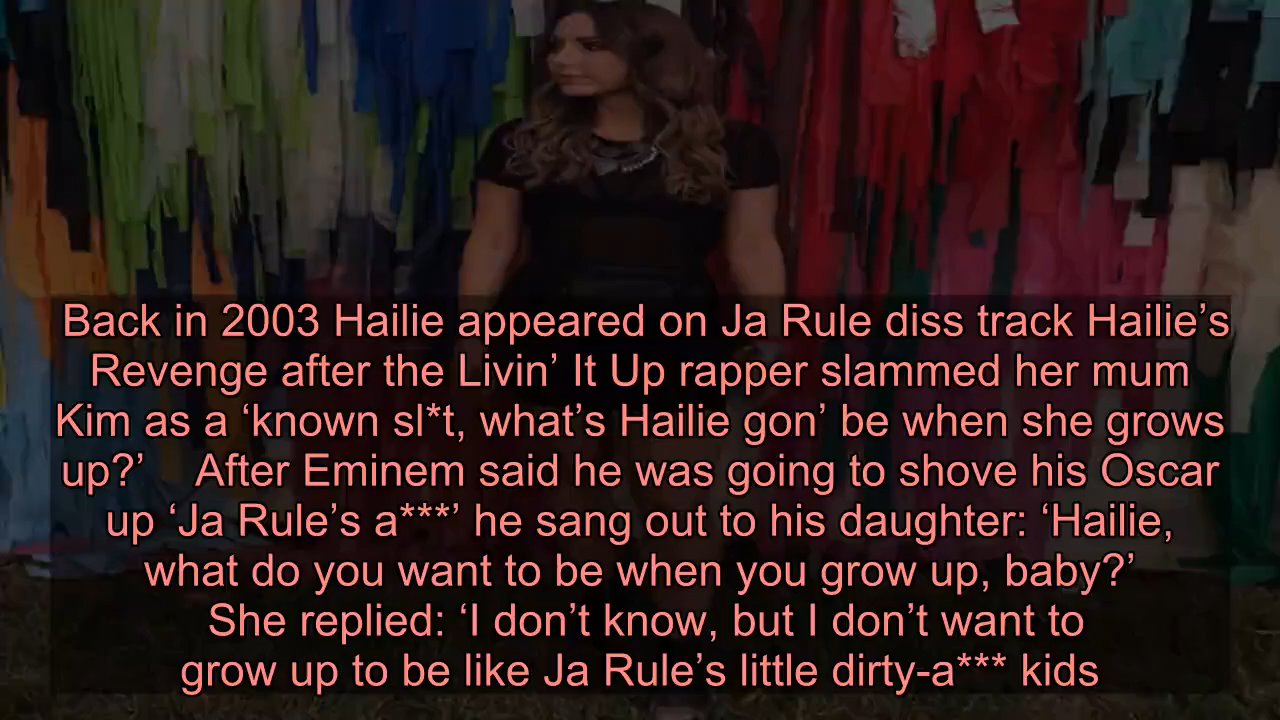 Back in 2003 Hailie appeared on Ja Rule diss track Hailie’s
Revenge after the Livin’ It Up rapper slammed her mum
Kim as a ‘known sl*t, what’s Hailie gon’ be when she grows
up?’    After Eminem said he was going to shove his Oscar
up ‘Ja Rule’s a***’ he sang out to his daughter: ‘Hailie,
what do you want to be when you grow up, baby?’
She replied: ‘I don’t know, but I don’t want to
grow up to be like Ja Rule’s little dirty-a*** kids